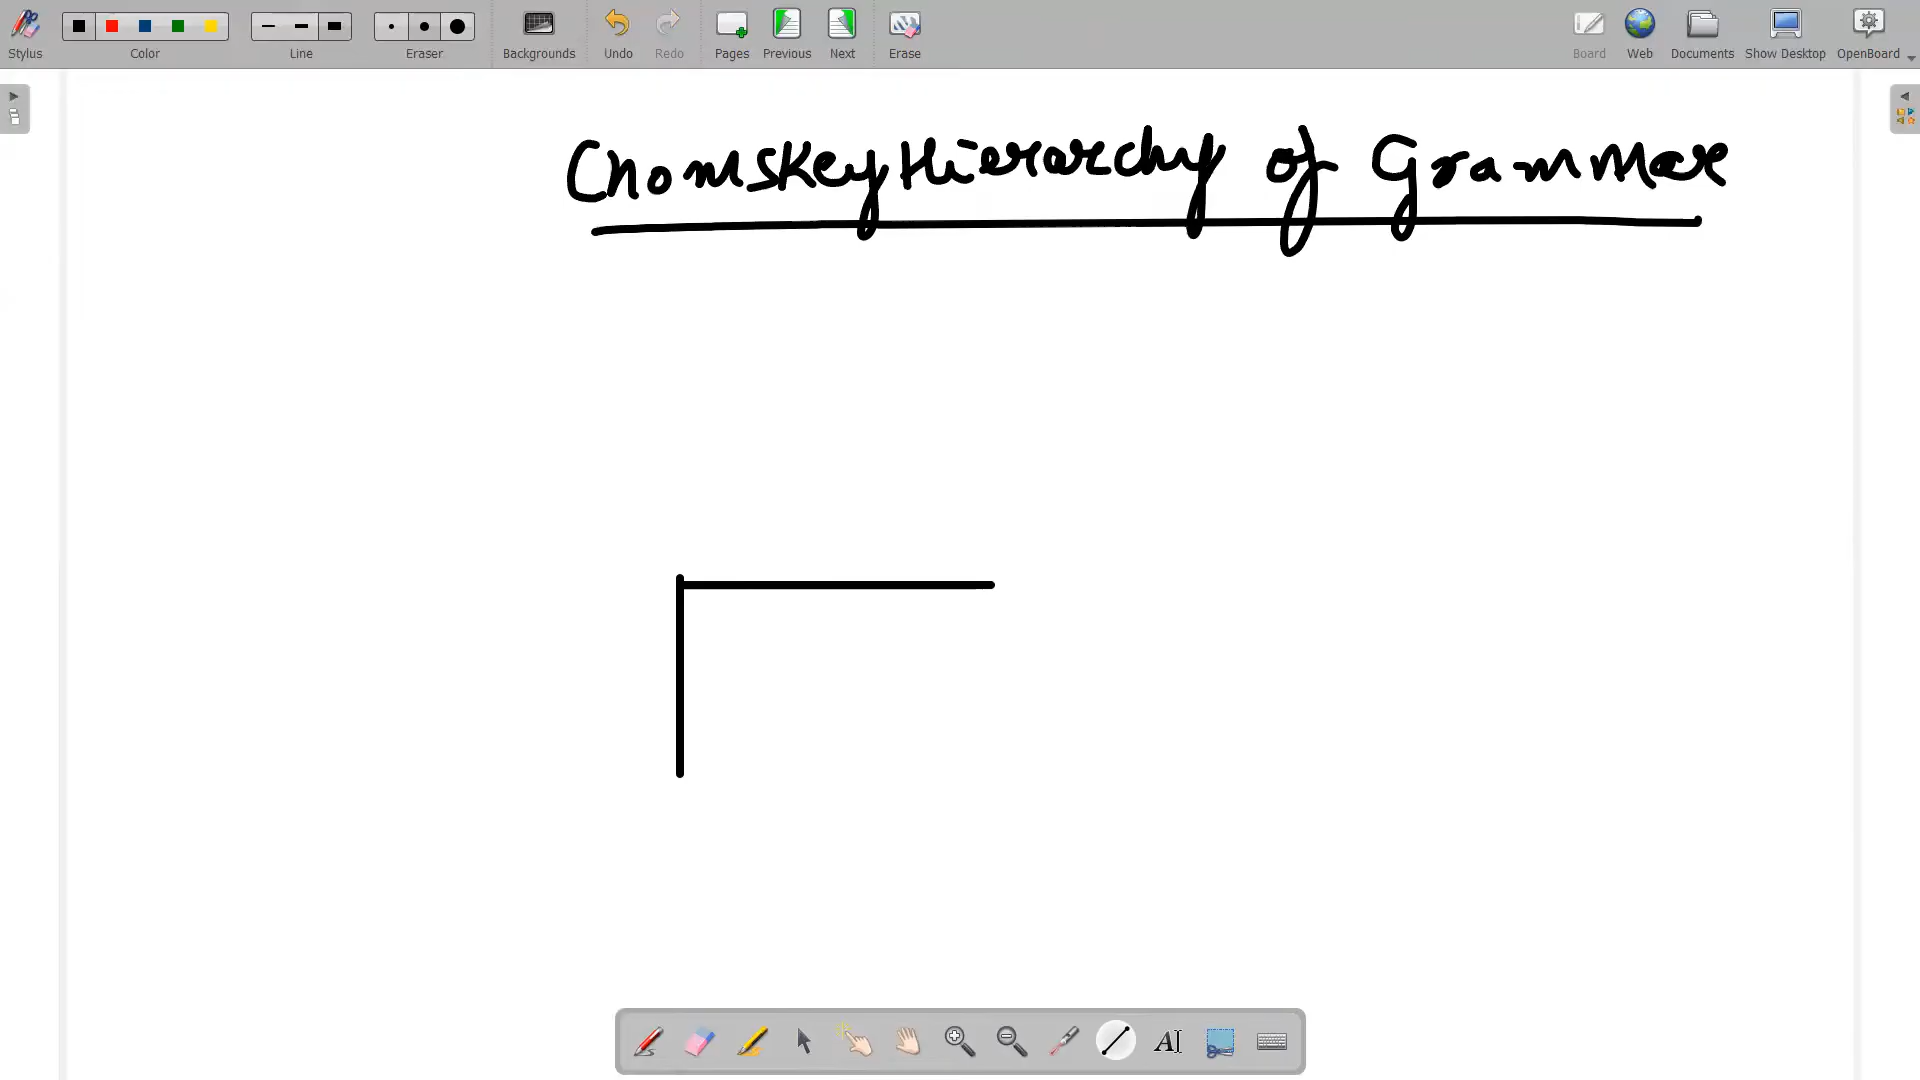 Stylus
Color
Line
Eraser
Backgrounds
Undo
Redo
Pages
Previous
Next
Erase
Board
Web
Documents
Show Desktop
OpenBoard
Chomskey Hierarchy of Grammar
A